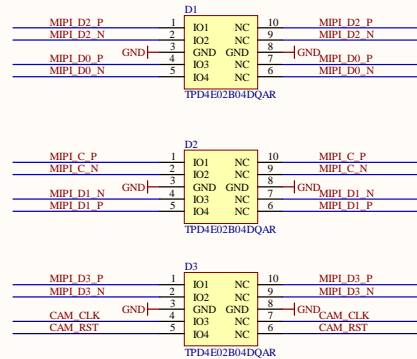 D1
MIPI_D2_P 1 IO1 NC 10 MIPI_D2_P
MIPI_D2_N 2 IO2 NC 9 MIPI_D2_N
GND 3 GND GND 8 GND
MIPI_D0_P 4 IO3 NC 7 MIPI_D0_P
MIPI_D0_N 5 IO4 NC 6 MIPI_D0_N
TPD4E02B04DQAR
D2
MIPI_C_P 1 IO1 NC 10 MIPI_C_P
MIPI_C_N 2 IO2 NC 9 MIPI_C_N
GND 3 GND GND 8 GND
MIPI_D1_N 4 IO3 NC 7 MIPI_D1_N
MIPI_D1_P 5 IO4 NC 6 MIPI_D1_P
TPD4E02B04DQAR
D3
MIPI_D3_P 1 IO1 NC 10 MIPI_D3_P
MIPI_D3_N 2 IO2 NC 9 MIPI_D3_N
GND 3 GND GND 8 GND
CAM_CLK 4 IO3 NC 7 CAM_CLK
CAM_RST 5 IO4 NC 6 CAM_RST
TPD4E02B04DQAR